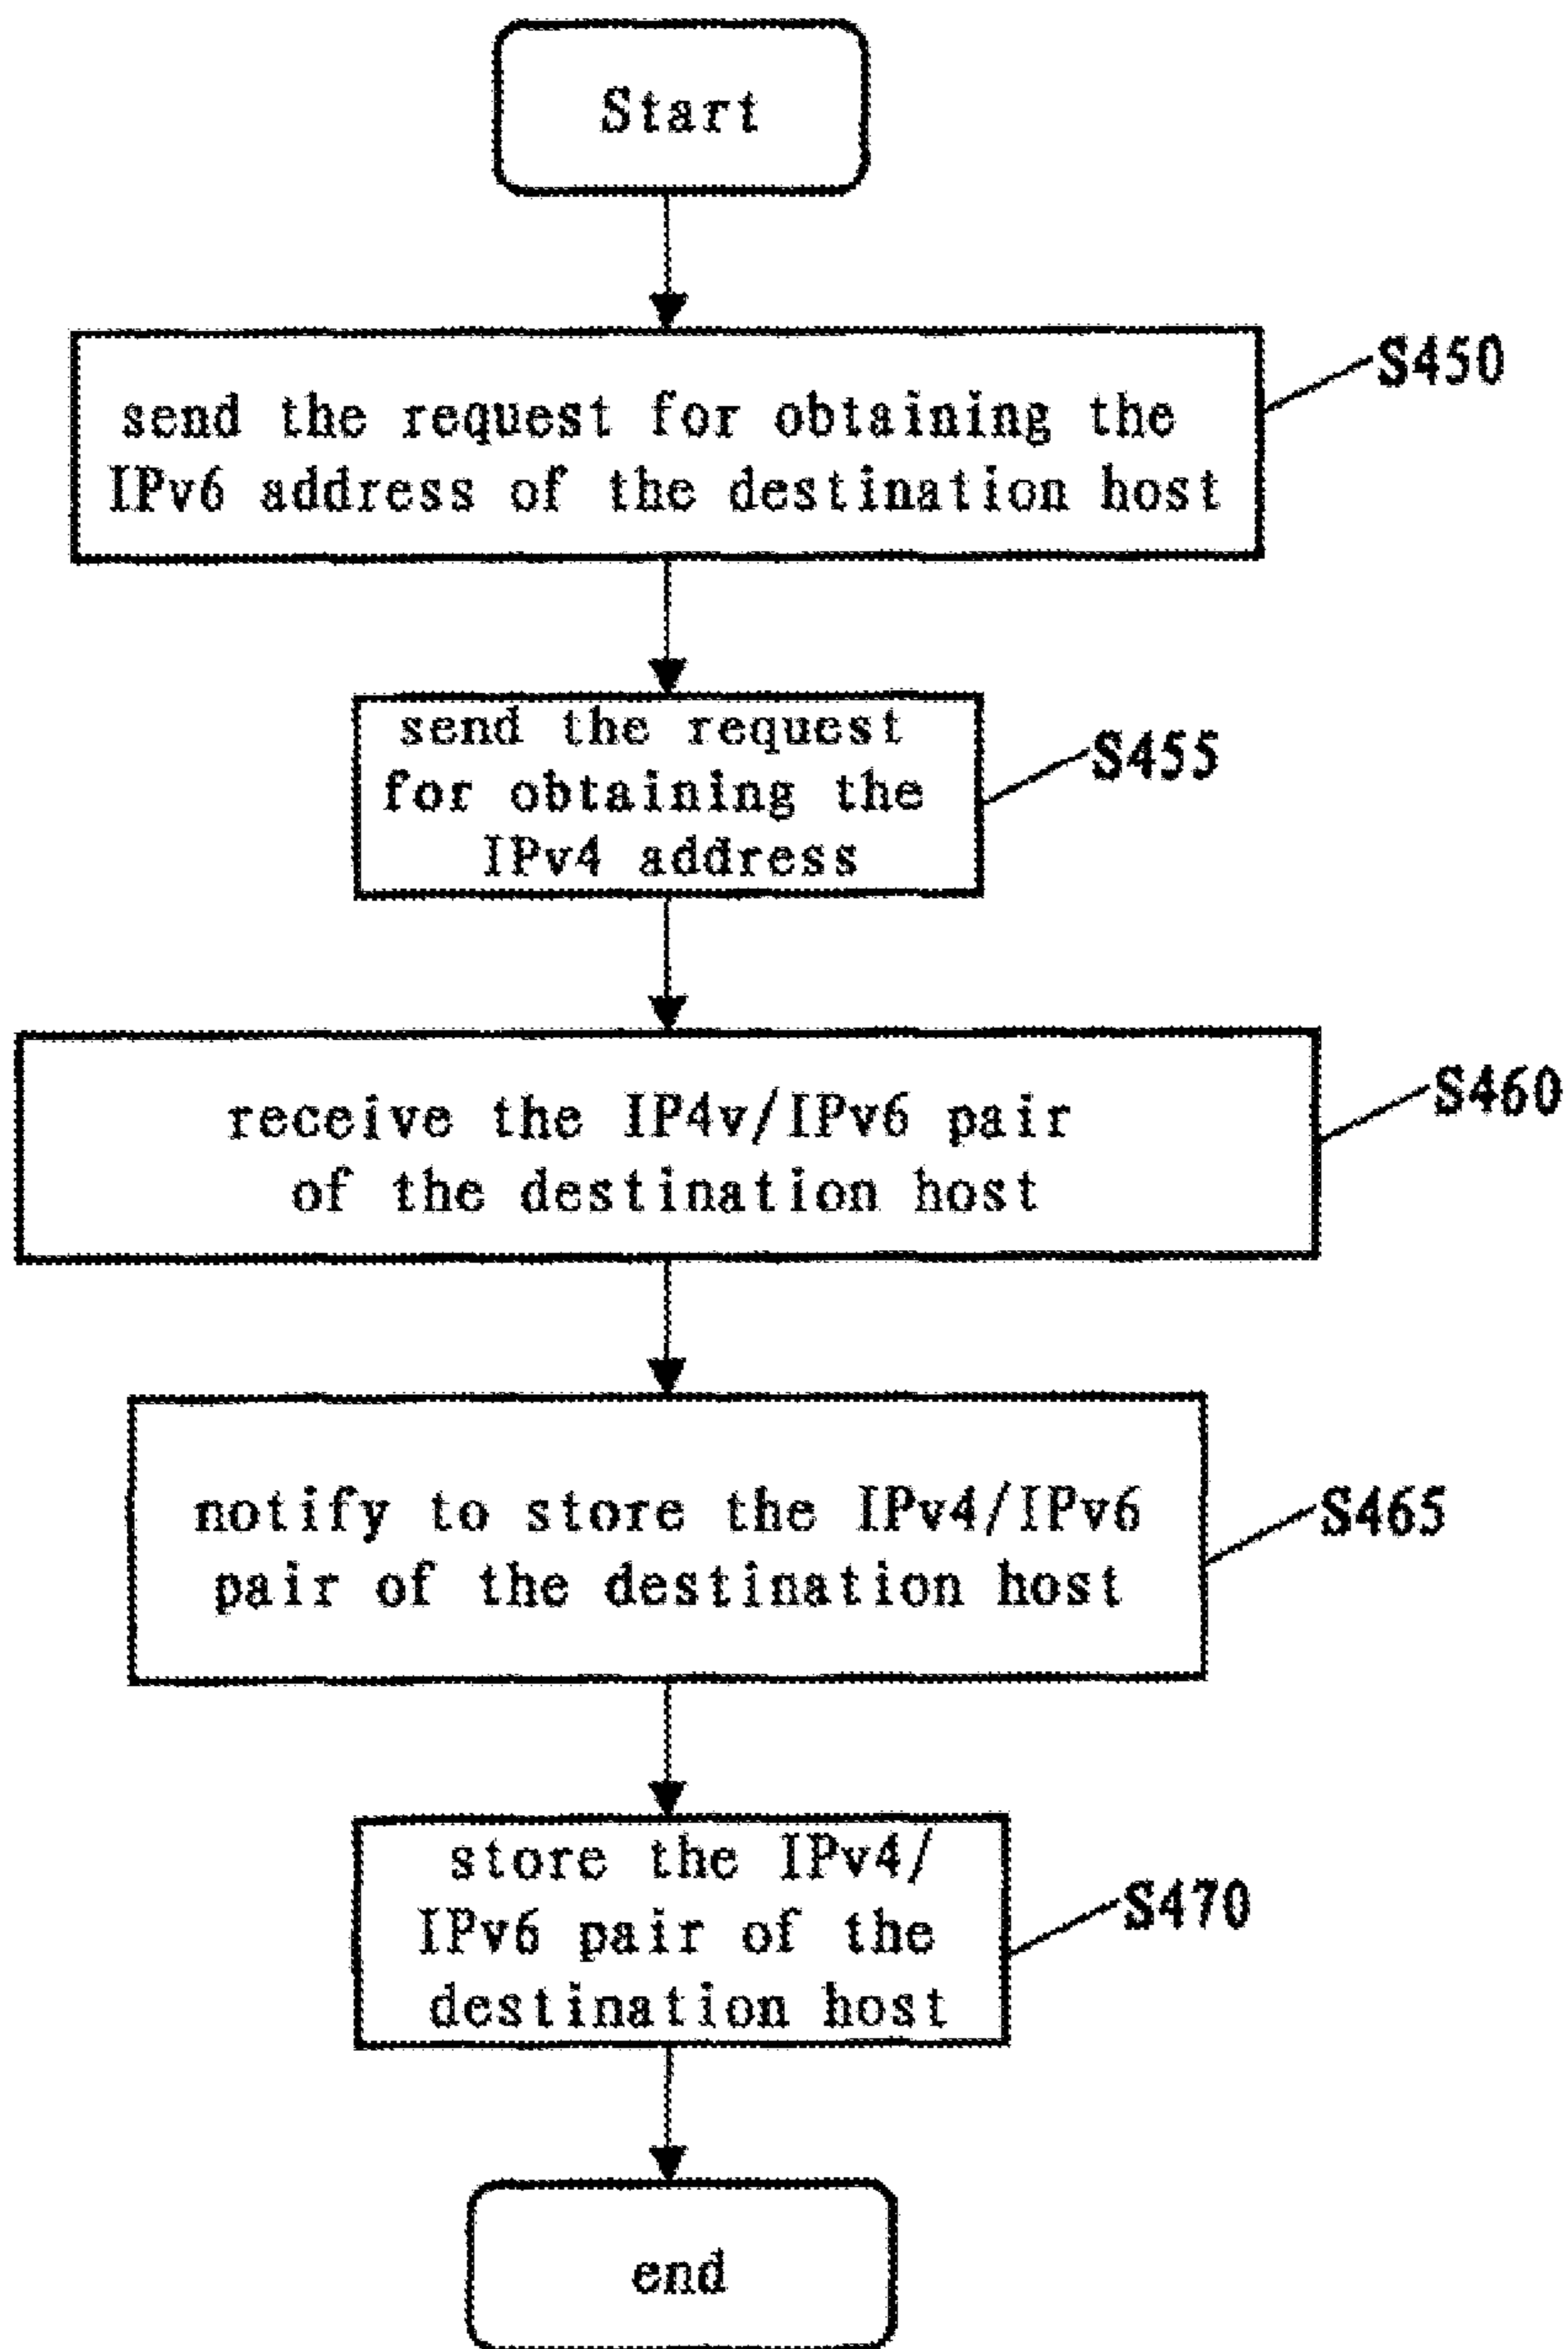 Start
S450
send the request for obtaining the
IPv6 address of the destination host
send the request
for obtaining the
IPv4 address
S455
receive the IP4v/IPv6 pair
of the destination host
S460
notify to store the IPv4/IPv6
pair of the destination host
S465
store the IPv4/
IPv6 pair of the
destination host
S470
end